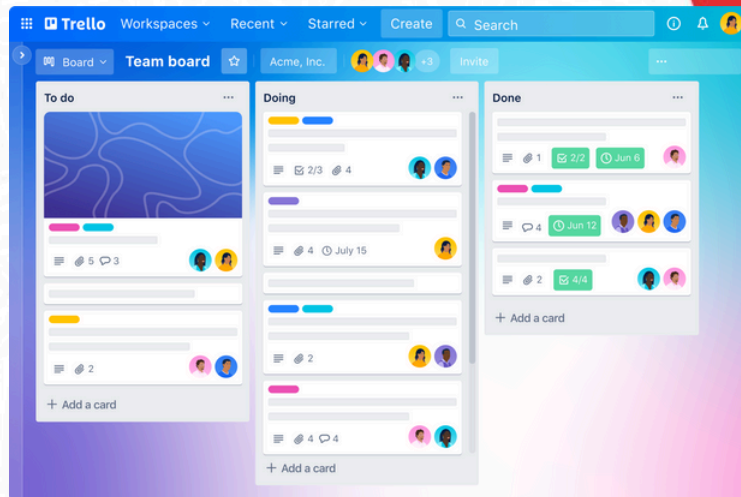 Trello Workspaces Recent Starred Create Search
Board Team board Acme, Inc. +3 Invite
To do
5 3
2
+ Add a card
Doing
2/3 4
4 July 15
2
4 4
+ Add a card
Done
1 2/2 Jun 6
4 Jun 12
2 4/4
+ Add a card